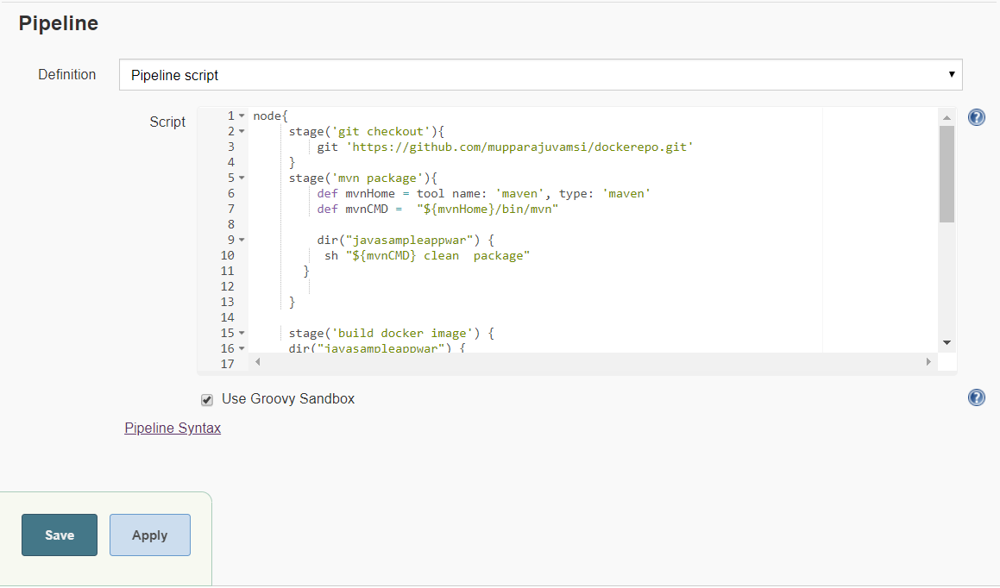 Pipeline
Definition
Pipeline script
Script
1 node{
2 stage('git checkout'){
3 git 'https://github.com/mupparajuvamsi/dockerepo.git'
4 }
5 stage('mvn package'){
6 def mvnHome = tool name: 'maven', type: 'maven'
7 def mvnCMD =  "${mvnHome}/bin/mvn"
8
9 dir("javasampleappwar") {
10 sh "${mvnCMD} clean  package"
11 }
12
13 }
14
15 stage('build docker image') {
16 dir("javasampleappwar") {
17
Use Groovy Sandbox
Pipeline Syntax
Save Apply